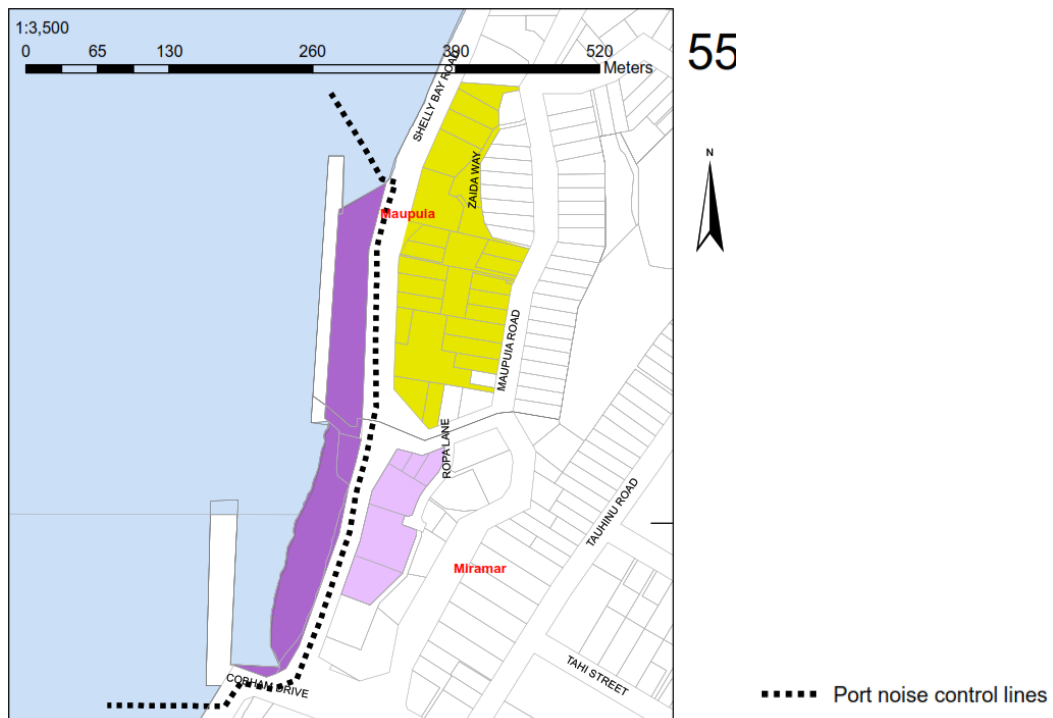 1:3,500
0 65 130 260 390 520
Meters
55
N
SHELLY BAY ROAD
ZAIDA WAY
Maupuia
MAUPUIA ROAD
ROPA LANE
TAUHINU ROAD
Miramar
TAHI STREET
COBHAM DRIVE
Port noise control lines